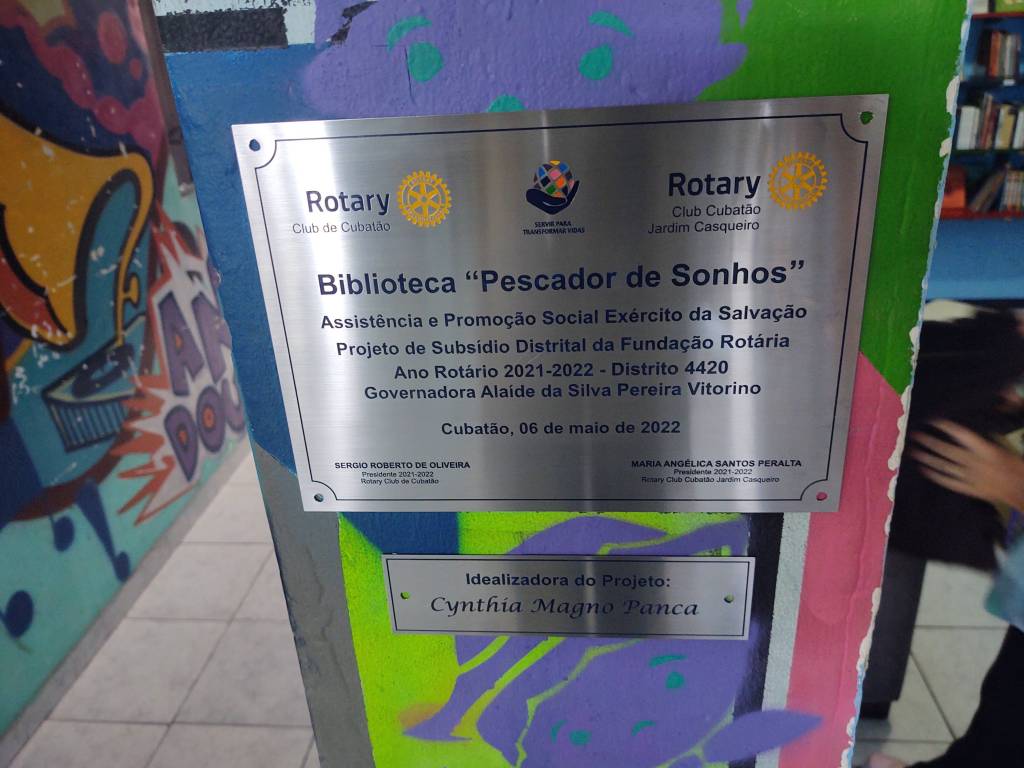 Rotary
Club de Cubatão
SERVIR PARA
TRANSFORMAR VIDAS
Rotary
Club Cubatão
Jardim Casqueiro
Biblioteca “Pescador de Sonhos”
Assistência e Promoção Social Exército da Salvação
Projeto de Subsídio Distrital da Fundação Rotária
Ano Rotário 2021-2022 - Distrito 4420
Governadora Alaíde da Silva Pereira Vitorino
Cubatão, 06 de maio de 2022
SERGIO ROBERTO DE OLIVEIRA
Presidente 2021-2022
Rotary Club de Cubatão
MARIA ANGÉLICA SANTOS PERALTA
Presidente 2021-2022
Rotary Club Cubatão Jardim Casqueiro
Idealizadora do Projeto:
Cynthia Magno Panca